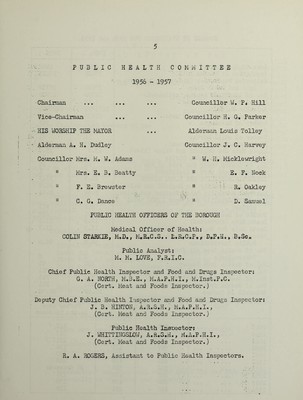 5
PUBLIC HEALTH COMMITTEE
1956 - 1957
Chairman ... ... ... Councillor W. P. Hill
Vice-Chairman ... ... Councillor H. G. Parker
HIS WORSHIP THE MAYOR ... Alderman Louis Tolley
Alderman A. H. Dudley Councillor J. C. Harvey
Councillor Mrs. M. W. Adams " W. H. Micklewright
" Mrs. E. B. Beatty " E. F. Nock
" F. E. Brewster " R. Oakley
" G. G. Dance " D. Samuel
PUBLIC HEALTH OFFICERS OF THE BOROUGH
Medical Officer of Health:
COLIN STARKIE, M.D., M.R.C.S., L.R.C.P., D.P.H., B.Sc.
Public Analyst:
M. M. LOVE, F.R.I.C.
Chief Public Health Inspector and Food and Drugs Inspector:
G. A. NORTH, M.B.E., M.A.P.H.I., M.Inst.P.C.
(Cert. Meat and Foods Inspector.)
Deputy Chief Public Health Inspector and Food and Drugs Inspector:
J. B. HINTON, A.R.S.H., M.A.P.H.I.,
(Cert. Meat and Foods Inspector.)
Public Health Inspector:
J. WHITTINGSLOW, A.R.S.H., M.A.P.H.I.,
(Cert. Meat and Foods Inspector.)
R. A. ROGERS, Assistant to Public Health Inspectors.